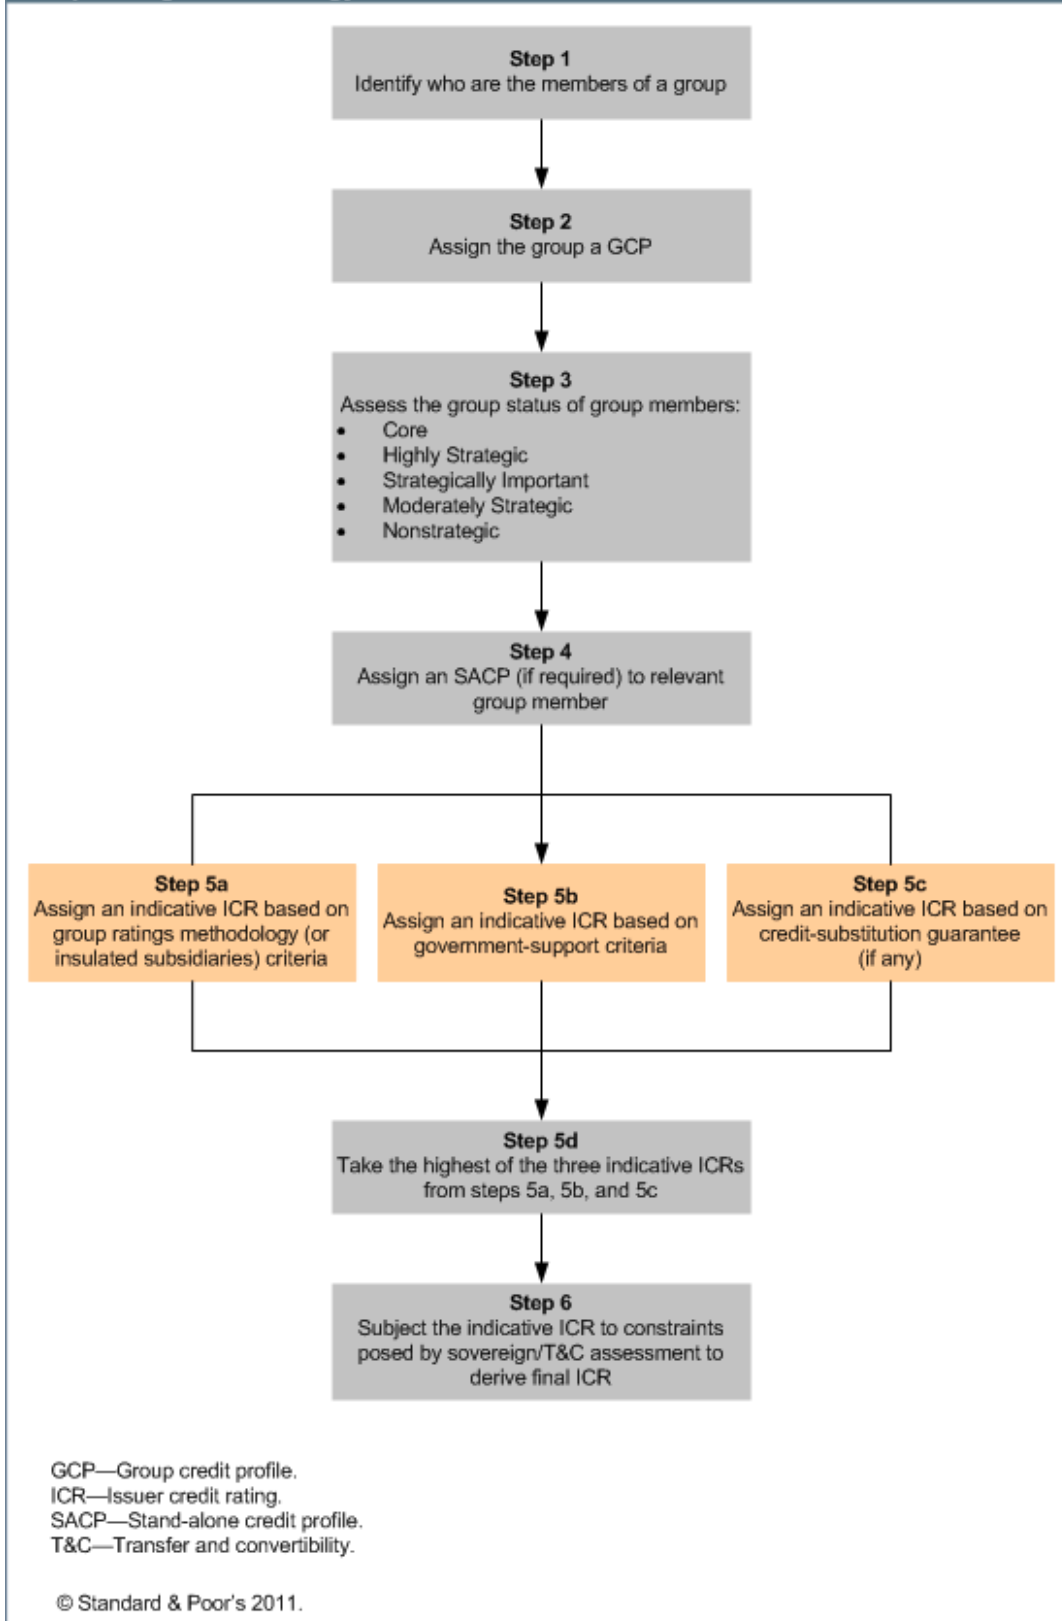 Step 1
Identify who are the members of a group
Step 2
Assign the group a GCP
Step 3
Assess the group status of group members:
• Core
• Highly Strategic
• Strategically Important
• Moderately Strategic
• Nonstrategic
Step 4
Assign an SACP (if required) to relevant
group member
Step 5a
Assign an indicative ICR based on
group ratings methodology (or
insulated subsidiaries) criteria
Step 5b
Assign an indicative ICR based on
government-support criteria
Step 5c
Assign an indicative ICR based on
credit-substitution guarantee
(if any)
Step 5d
Take the highest of the three indicative ICRs
from steps 5a, 5b, and 5c
Step 6
Subject the indicative ICR to constraints
posed by sovereign/T&C assessment to
derive final ICR
GCP—Group credit profile.
ICR—Issuer credit rating.
SACP—Stand-alone credit profile.
T&C—Transfer and convertibility.
© Standard & Poor's 2011.